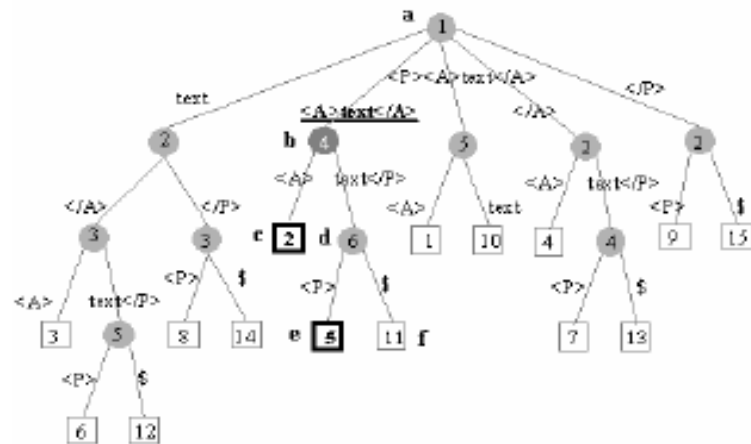 a 1
<P><A>text</A>
text </P>
<A>text</A> </A>
2 b 4 5 2 2
</A> </P> <A> text</P> <A> text <A> text</P> <P> $
3 3 c 2 d 6 1 10 4 4 9 15
<A> text</P> <P> $ <P> $ <P> $
3 5 8 14 e 5 11 f 7 13
<P> $
6 12